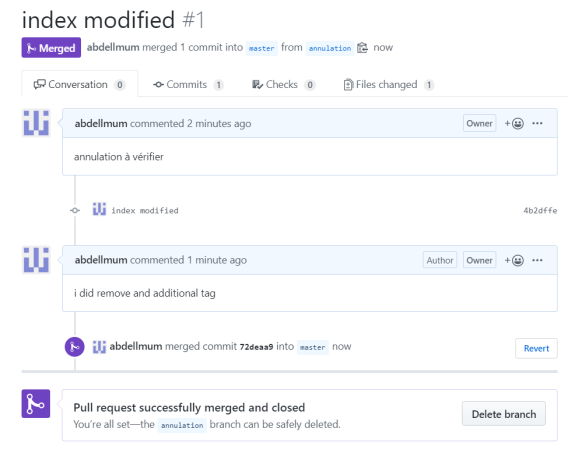 index modified #1
Merged abdellmum merged 1 commit into master from annulation now
Conversation 0 Commits 1 Checks 0 Files changed 1
abdellmum commented 2 minutes ago Owner
annulation à vérifier
index modified 4b2dffe
abdellmum commented 1 minute ago Author Owner
i did remove and additional tag
abdellmum merged commit 72deaa9 into master now Revert
Pull request successfully merged and closed
You're all set—the annulation branch can be safely deleted. Delete branch